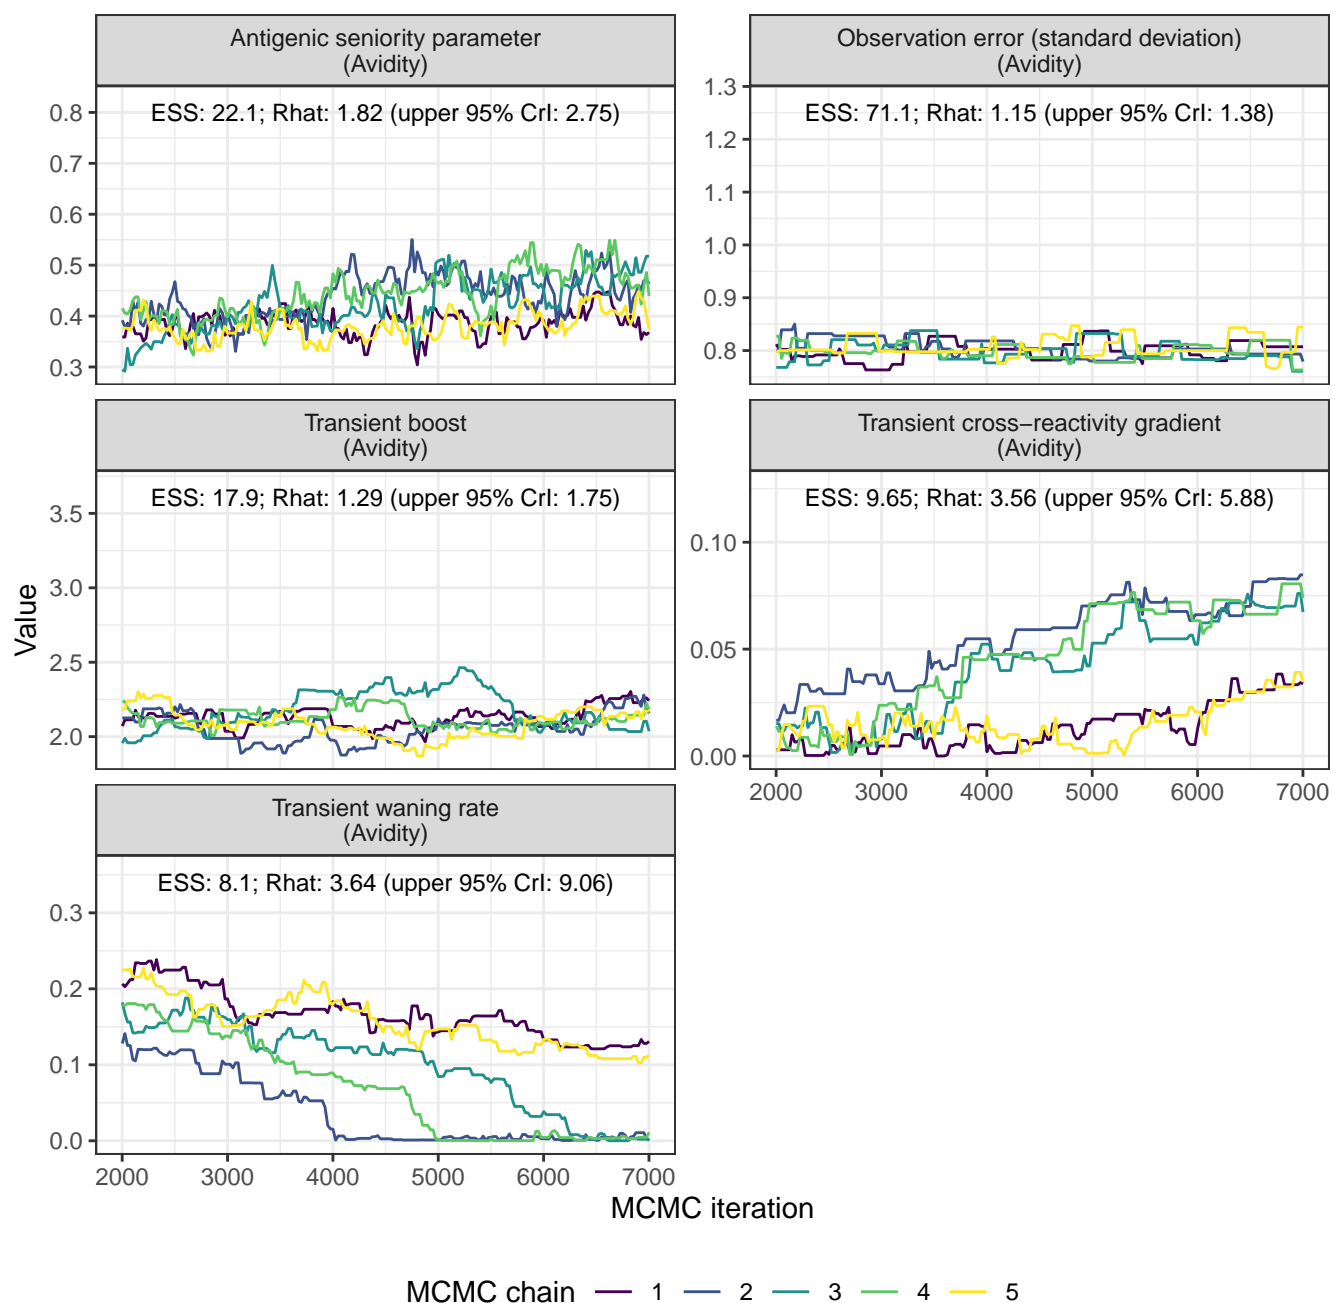 Antigenic seniority parameter
(Avidity)
ESS: 22.1; Rhat: 1.82 (upper 95% CrI: 2.75)
0.8
0.7
0.6
0.5
0.4
0.3
Observation error (standard deviation)
(Avidity)
ESS: 71.1; Rhat: 1.15 (upper 95% CrI: 1.38)
1.3
1.2
1.1
1.0
0.9
0.8
Transient boost
(Avidity)
ESS: 17.9; Rhat: 1.29 (upper 95% CrI: 1.75)
3.5
3.0
2.5
2.0
Transient cross−reactivity gradient
(Avidity)
ESS: 9.65; Rhat: 3.56 (upper 95% CrI: 5.88)
0.10
0.05
0.00
2000 3000 4000 5000 6000 7000
Value
Transient waning rate
(Avidity)
ESS: 8.1; Rhat: 3.64 (upper 95% CrI: 9.06)
0.3
0.2
0.1
0.0
2000 3000 4000 5000 6000 7000
MCMC iteration
MCMC chain 1 2 3 4 5